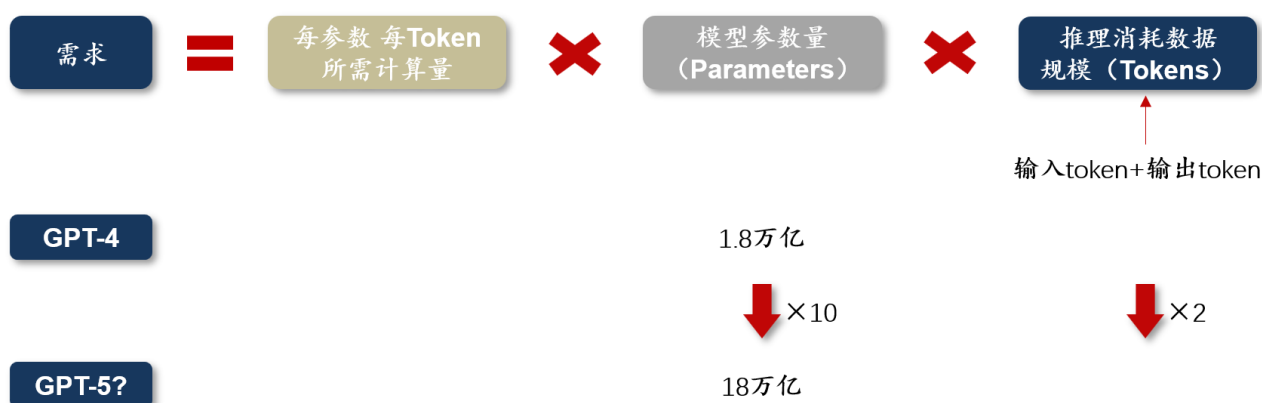 需求
每参数 每Token
所需计算量
模型参数量
（Parameters）
推理消耗数据
规模（Tokens）
输入token+输出token
GPT-4
1.8万亿
×10
×2
GPT-5?
18万亿